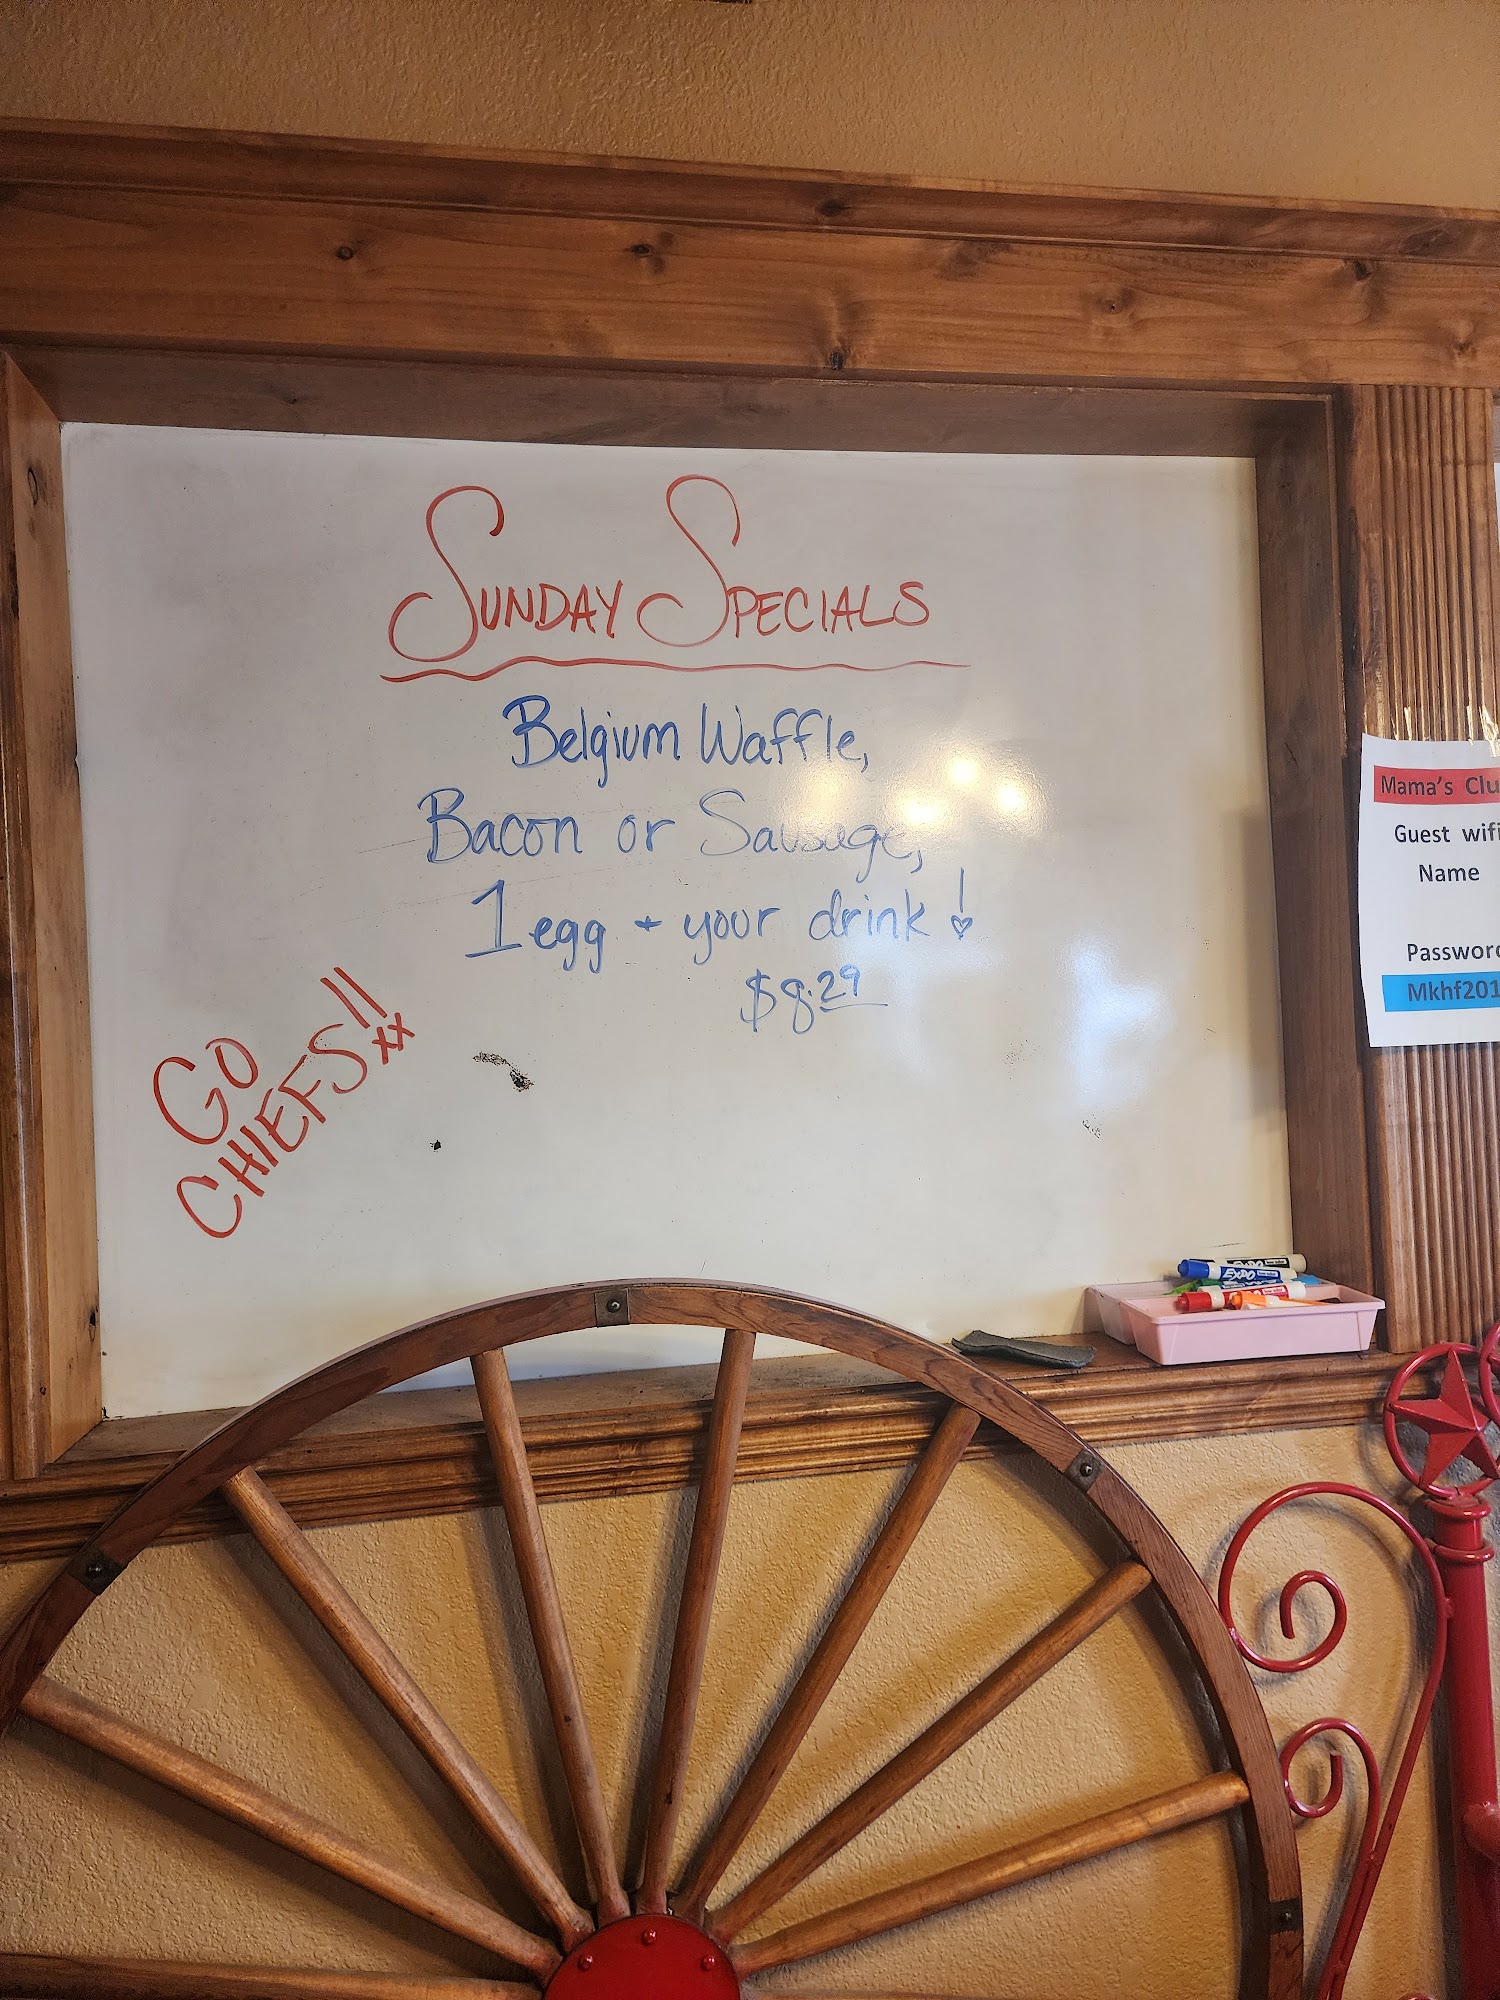 SUNDAY SPECIALS
Belgium Waffle,
Bacon or Sausage,
1 egg + your drink!
$8.29
GO
CHIEFS!!
Mama's Clu
Guest wifi
Name
Password
Mkhf201
EXPO